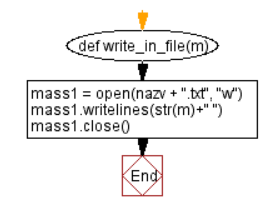 def write_in_file(m)
mass1 = open(nazv + ".txt", "w")
mass1.writelines(str(m)+" ")
mass1.close()
End